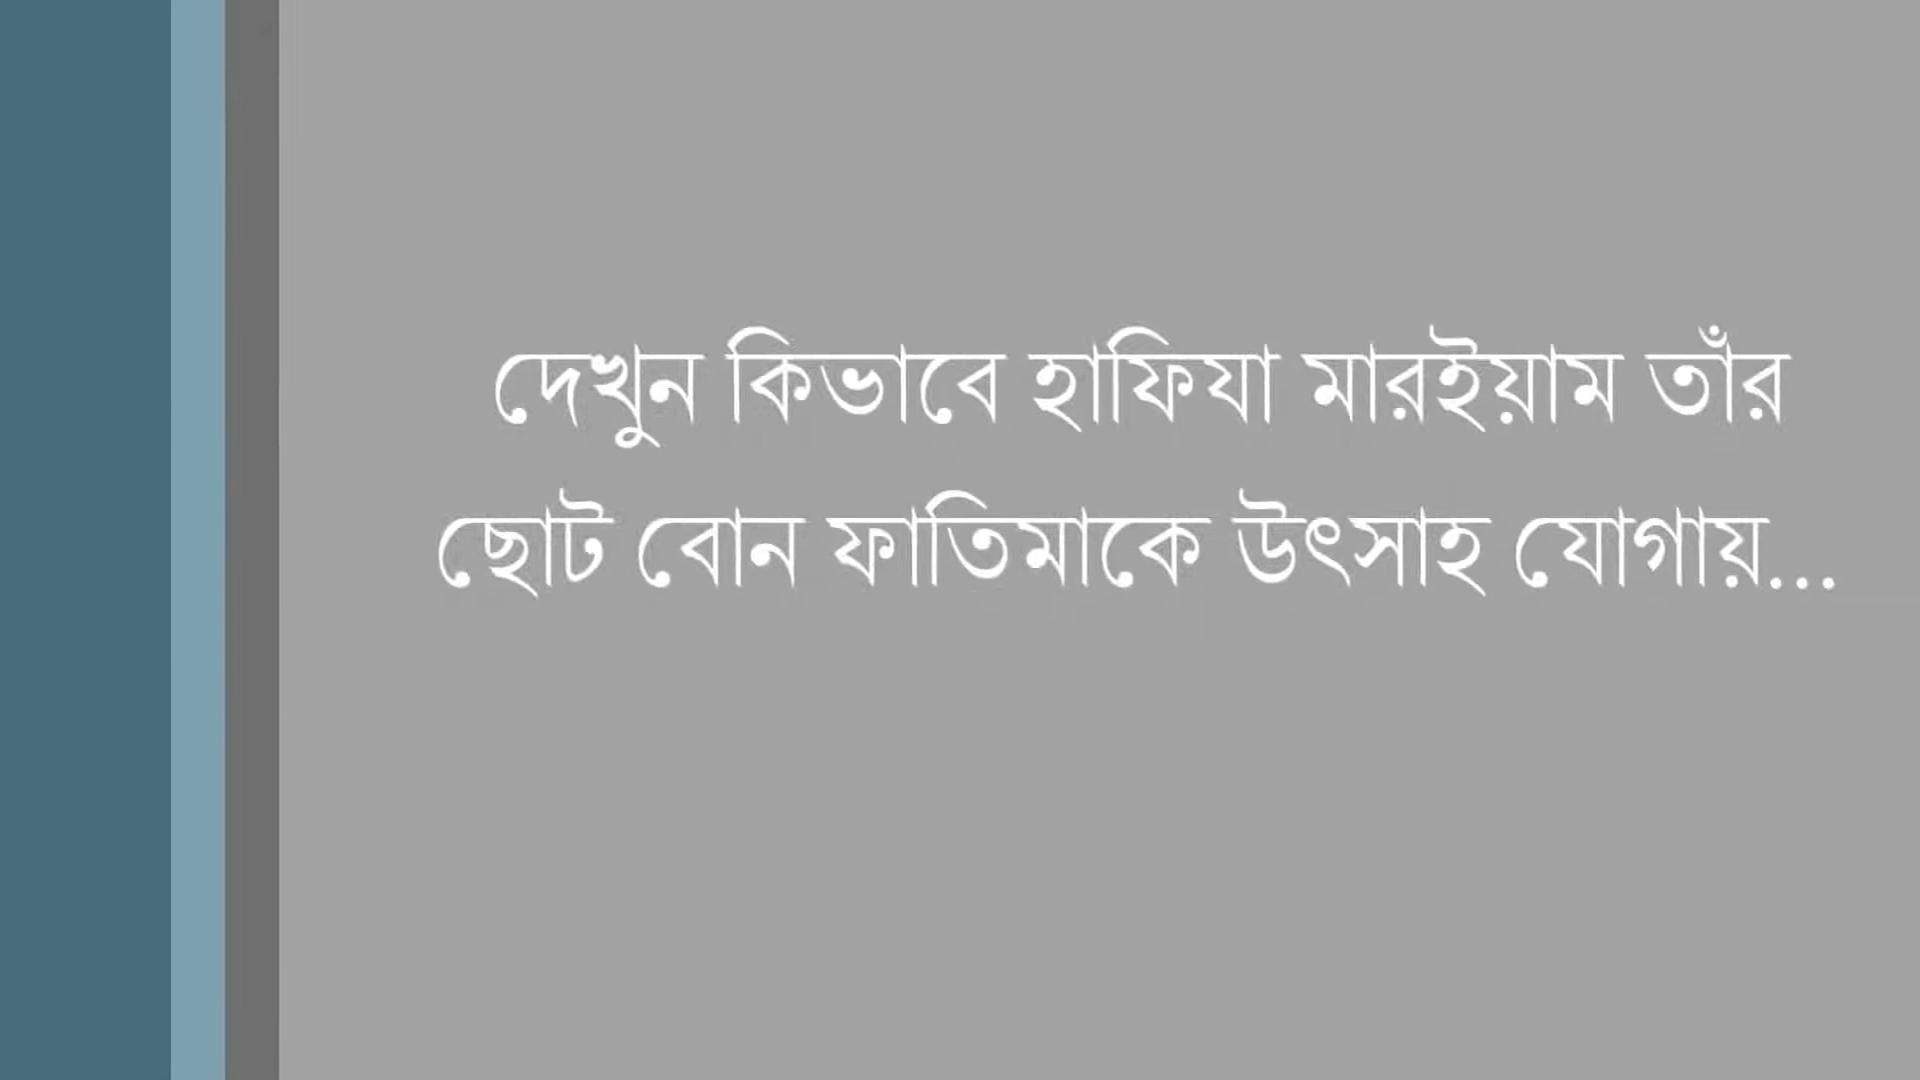 দেখুন কিভাবে হাফিযা মারইয়াম তাঁর
ছোট বোন ফাতিমাকে উৎসাহ যোগায়...